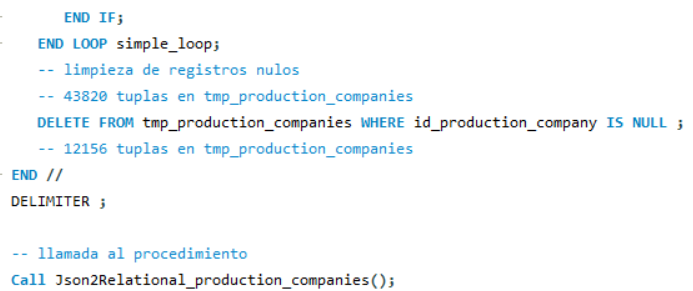 END IF;
END LOOP simple_loop;
-- limpieza de registros nulos
-- 43820 tuplas en tmp_production_companies
DELETE FROM tmp_production_companies WHERE id_production_company IS NULL ;
-- 12156 tuplas en tmp_production_companies
END //
DELIMITER ;
-- llamada al procedimiento
Call Json2Relational_production_companies();